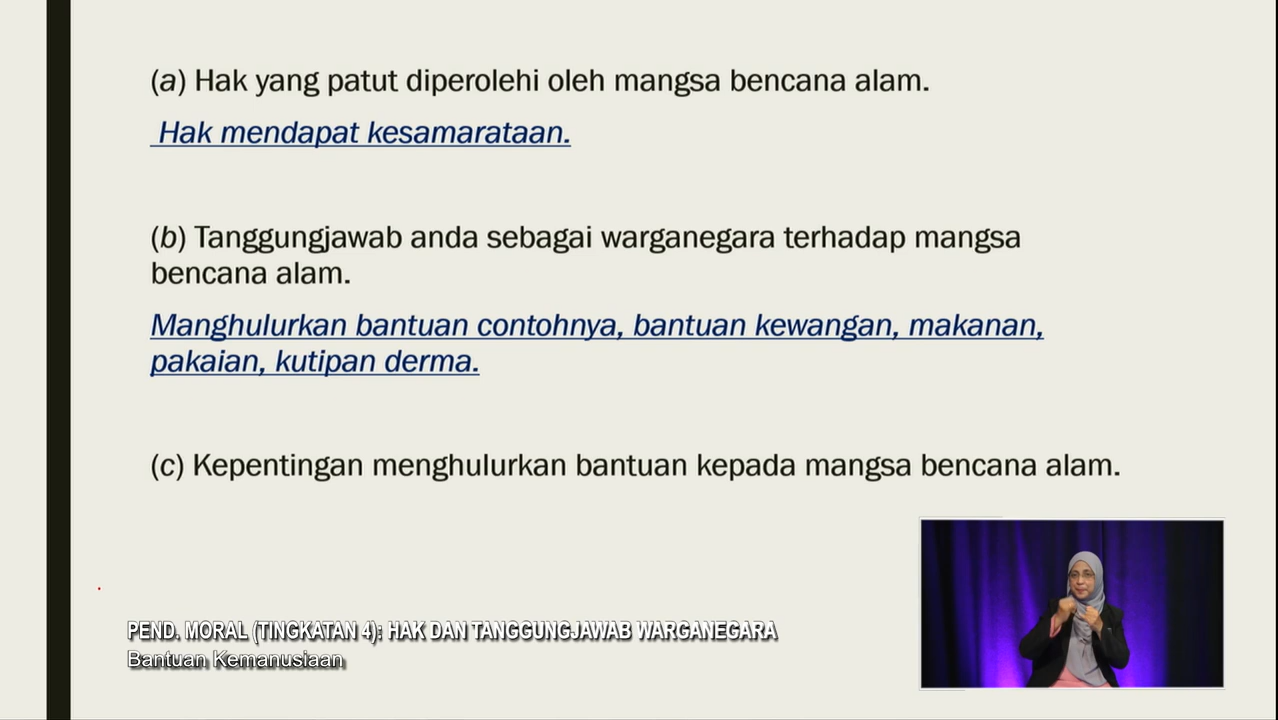 (a) Hak yang patut diperolehi oleh mangsa bencana alam.
Hak mendapat kesamarataan.
(b) Tanggungjawab anda sebagai warganegara terhadap mangsa
bencana alam.
Manghulurkan bantuan contohnya, bantuan kewangan, makanan,
pakaian, kutipan derma.
(c) Kepentingan menghulurkan bantuan kepada mangsa bencana alam.
PEND. MORAL (TINGKATAN 4): HAK DAN TANGGUNGJAWAB WARGANEGARA
Bantuan Kemanusiaan